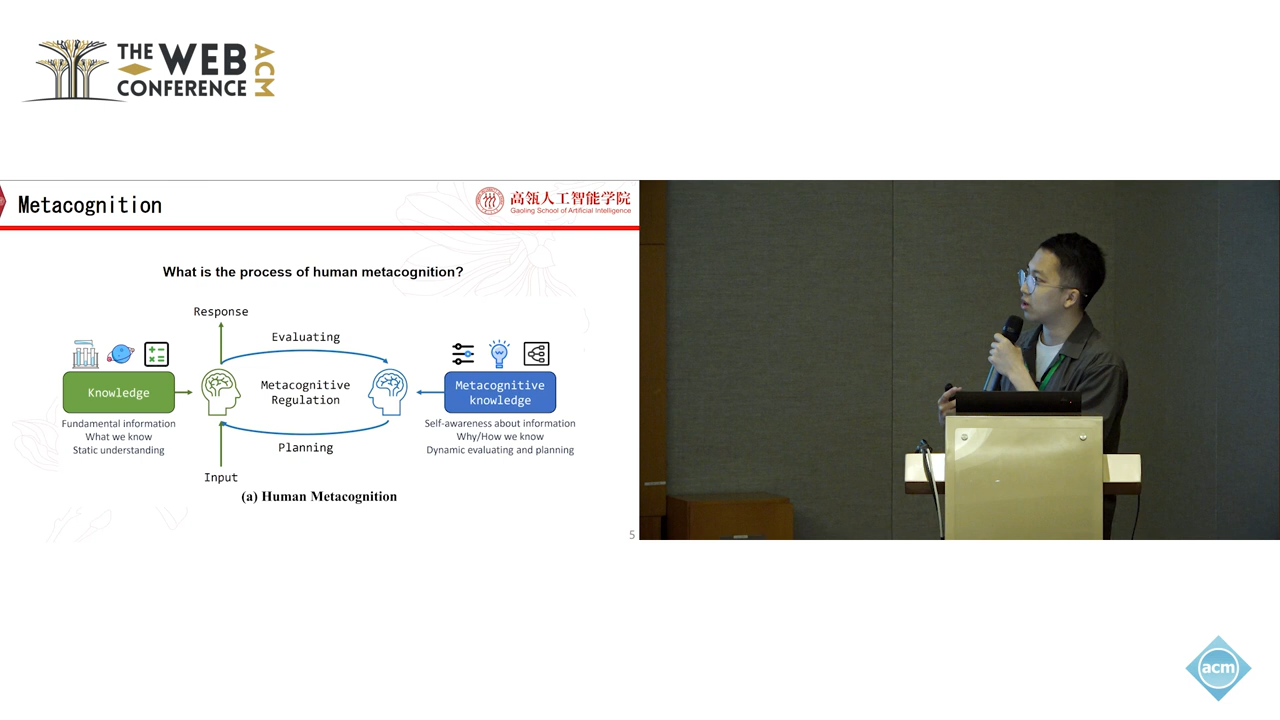 THE WEB
CONFERENCE
ACM
Metacognition
高瓴人工智能学院
Gaoling School of Artificial Intelligence
What is the process of human metacognition?
Response
Evaluating
Knowledge
Metacognitive
Regulation
Metacognitive
knowledge
Fundamental information
What we know
Static understanding
Self-awareness about information
Why/How we know
Dynamic evaluating and planning
Planning
Input
(a) Human Metacognition
5
acm